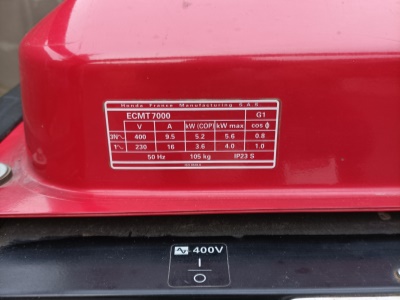 Honda France Manufacturing S.A.S
ECMT7000 G1
V A kW(COP) kW max cos ϕ
3N~ 400 9.5 5.2 5.6 0.8
1~ 230 16 3.6 4.0 1.0
50 Hz 105 kg IP23 S
400V
I
O